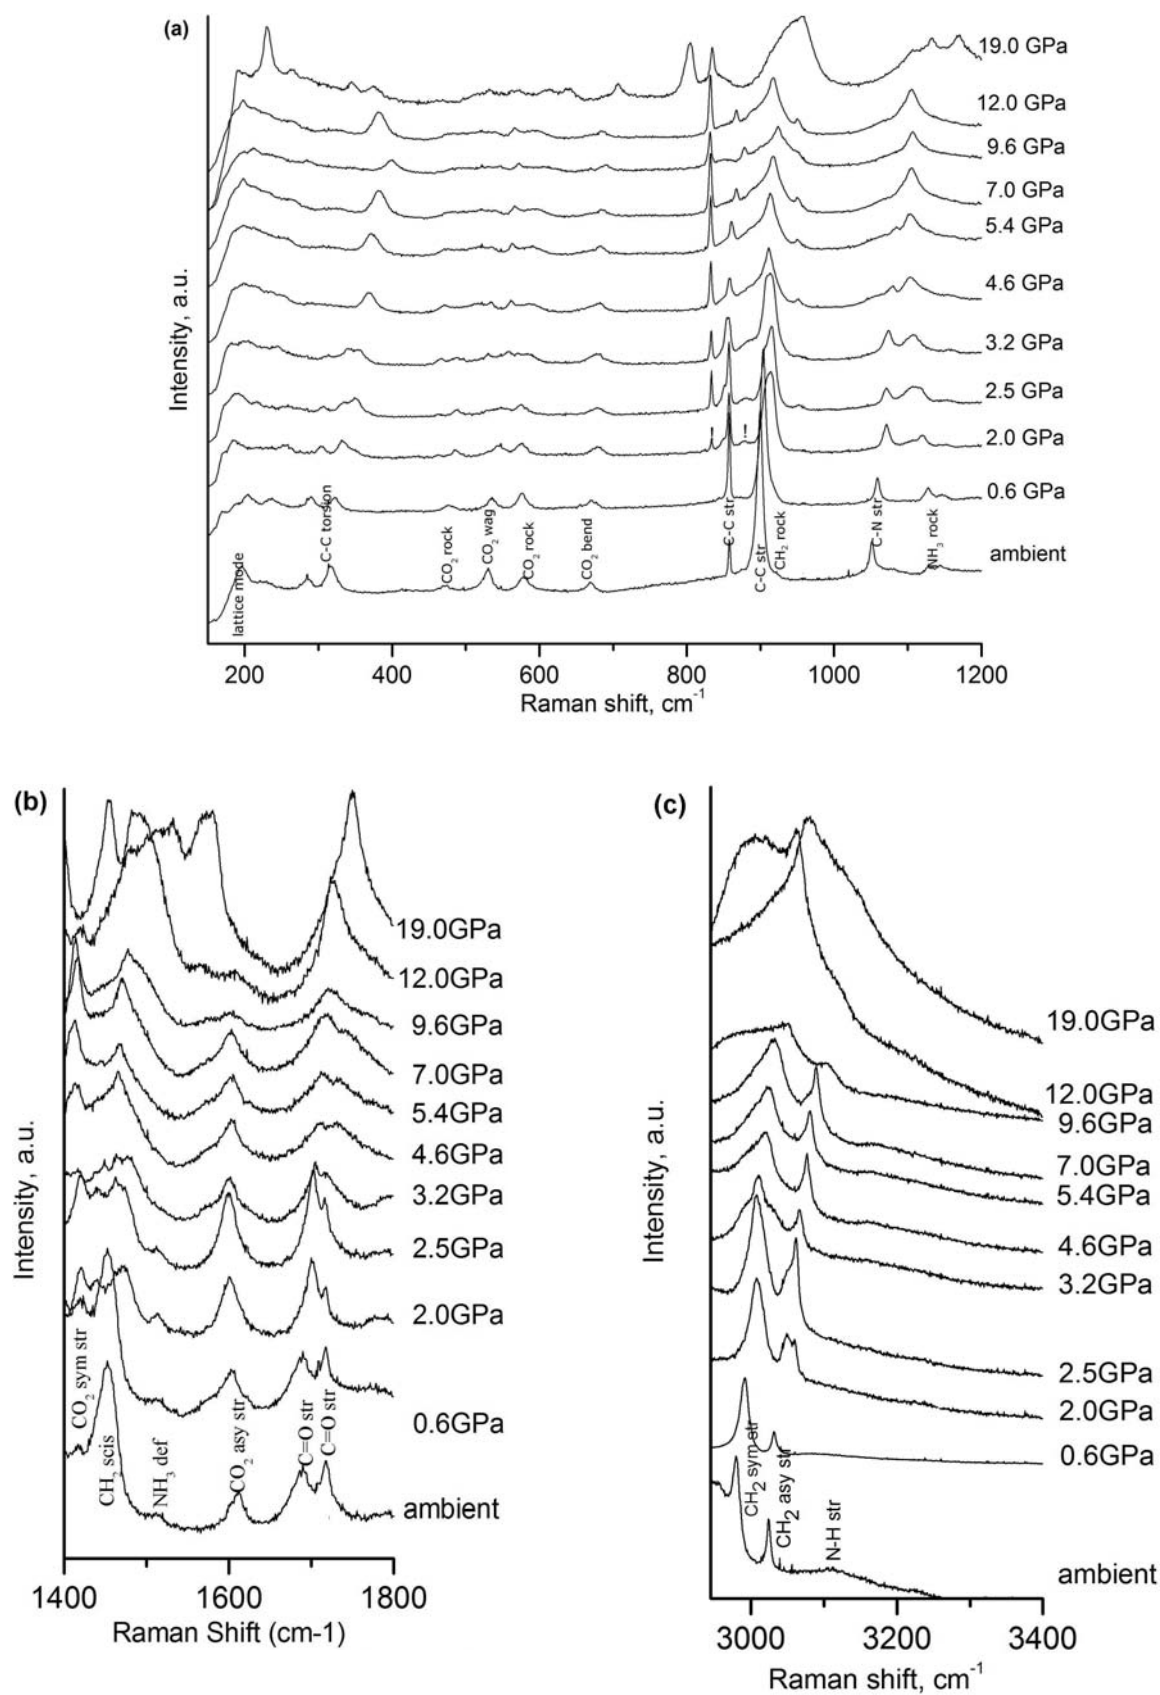 (a)
19.0 GPa
12.0 GPa
9.6 GPa
7.0 GPa
5.4 GPa
4.6 GPa
3.2 GPa
2.5 GPa
2.0 GPa
0.6 GPa
ambient
! !
lattice mode
C-C torsion
CO2 rock
CO2 wag
CO2 rock
CO2 bend
C-C str
C-C str
CH2 rock
C-N str
NH3 rock
Intensity, a.u.
200 400 600 800 1000 1200
Raman shift, cm-1
(b)
19.0GPa
12.0GPa
9.6GPa
7.0GPa
5.4GPa
4.6GPa
3.2GPa
2.5GPa
2.0GPa
0.6GPa
ambient
CO2 sym str
CH2 scis
NH3 def
CO2 asy str
C=O str
C=O str
Intensity, a.u.
1400 1600 1800
Raman Shift (cm-1)
(c)
19.0GPa
12.0GPa
9.6GPa
7.0GPa
5.4GPa
4.6GPa
3.2GPa
2.5GPa
2.0GPa
0.6GPa
ambient
CH2 sym str
CH2 asy str
N-H str
Intensity, a.u.
3000 3200 3400
Raman shift, cm-1